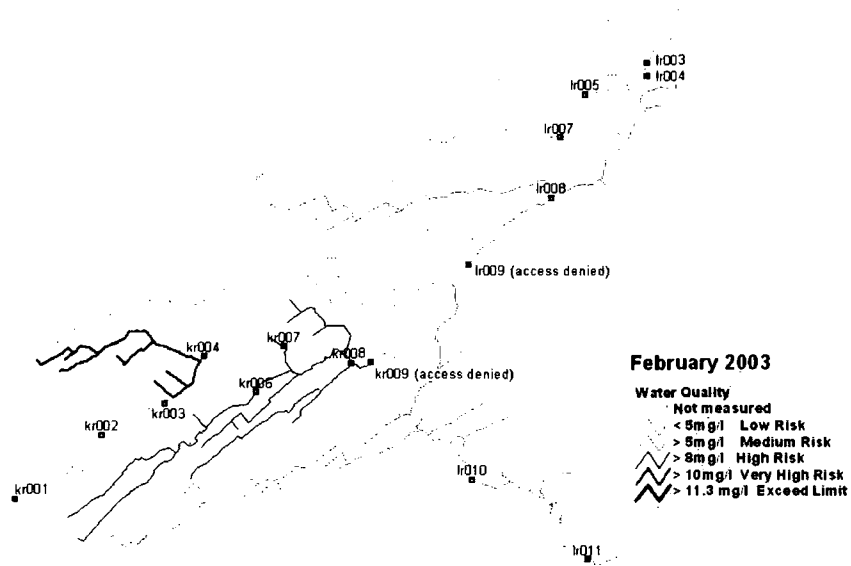 lr003
lr004
lr005
lr007
lr008
lr009 (access denied)
kr004
kr007
kr008
kr009 (access denied)
kr006
kr003
kr002
kr001
lr010
lr011
February 2003
Water Quality
Not measured
< 5mg/l Low Risk
> 5mg/l Medium Risk
> 8mg/l High Risk
> 10mg/l Very High Risk
> 11.3 mg/l Exceed Limit